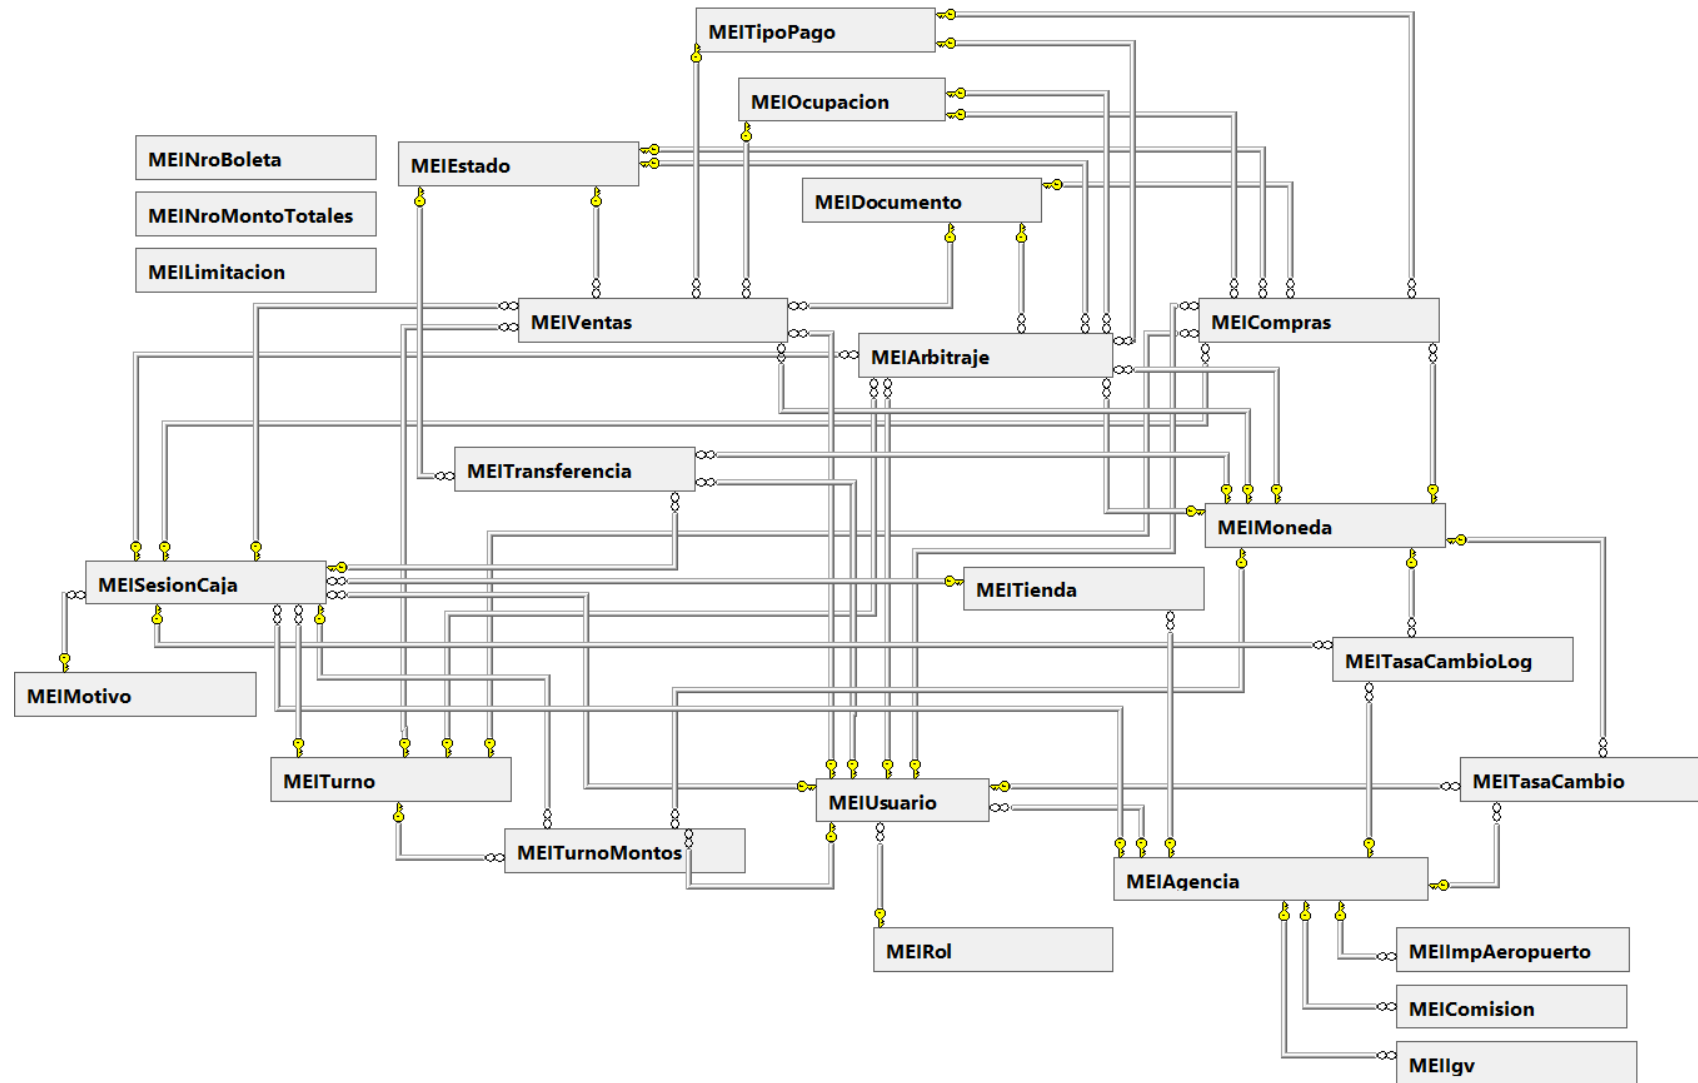 MEITipoPago
MEIOcupacion
MEINroBoleta
MEIEstado
MEIDocumento
MEINroMontoTotales
MEILimitacion
MEIVentas
MEICompras
MEIArbitraje
MEITransferencia
MEIMoneda
MEISesionCaja
MEITienda
MEITasaCambioLog
MEIMotivo
MEITurno
MEIUsuario
MEITasaCambio
MEITurnoMontos
MEIAgencia
MEIRol
MEIImpAeropuerto
MEIComision
MEIIgv